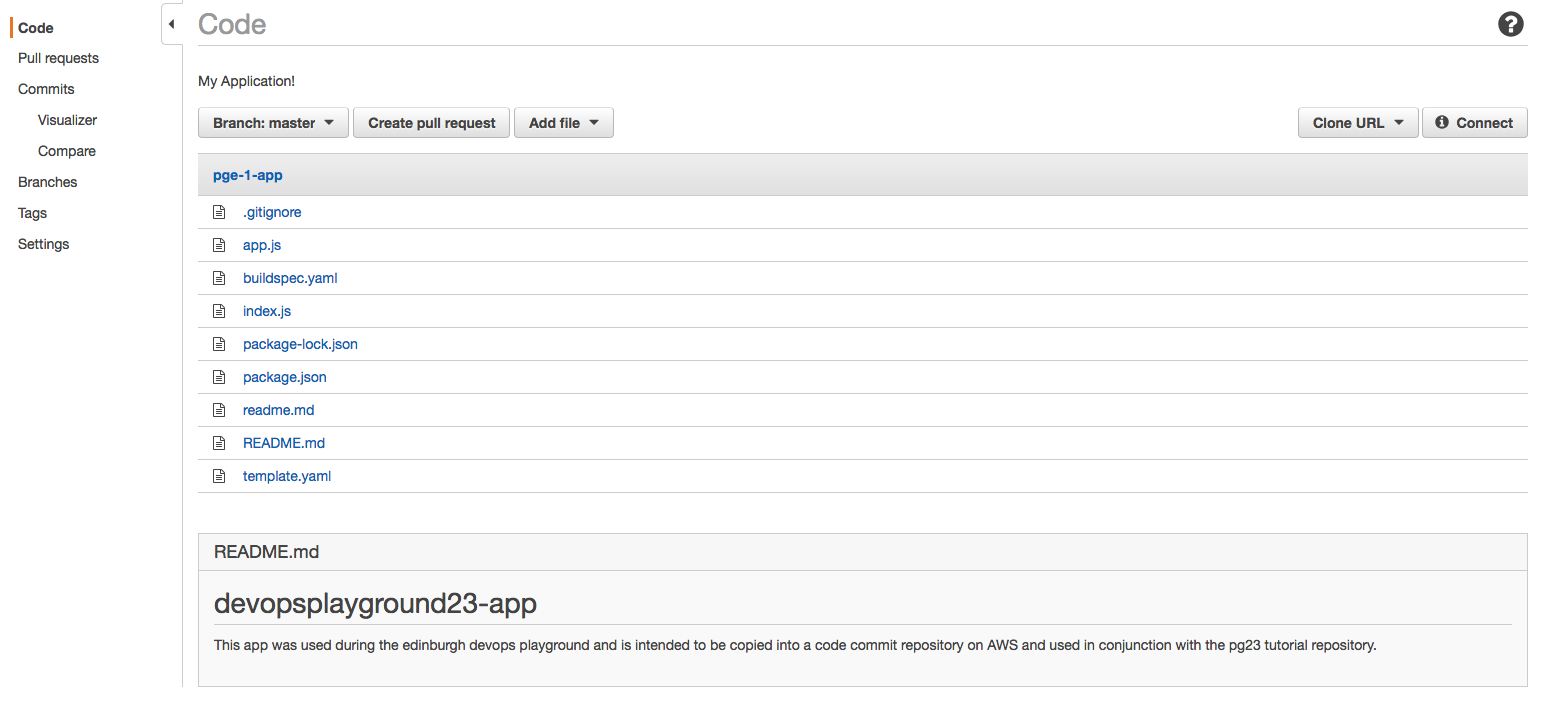 Code
Pull requests
Commits
Visualizer
Compare
Branches
Tags
Settings
Code
My Application!
Branch: master
Create pull request
Add file
Clone URL
Connect
pge-1-app
.gitignore
app.js
buildspec.yaml
index.js
package-lock.json
package.json
readme.md
README.md
template.yaml
README.md
devopsplayground23-app
This app was used during the edinburgh devops playground and is intended to be copied into a code commit repository on AWS and used in conjunction with the pg23 tutorial repository.